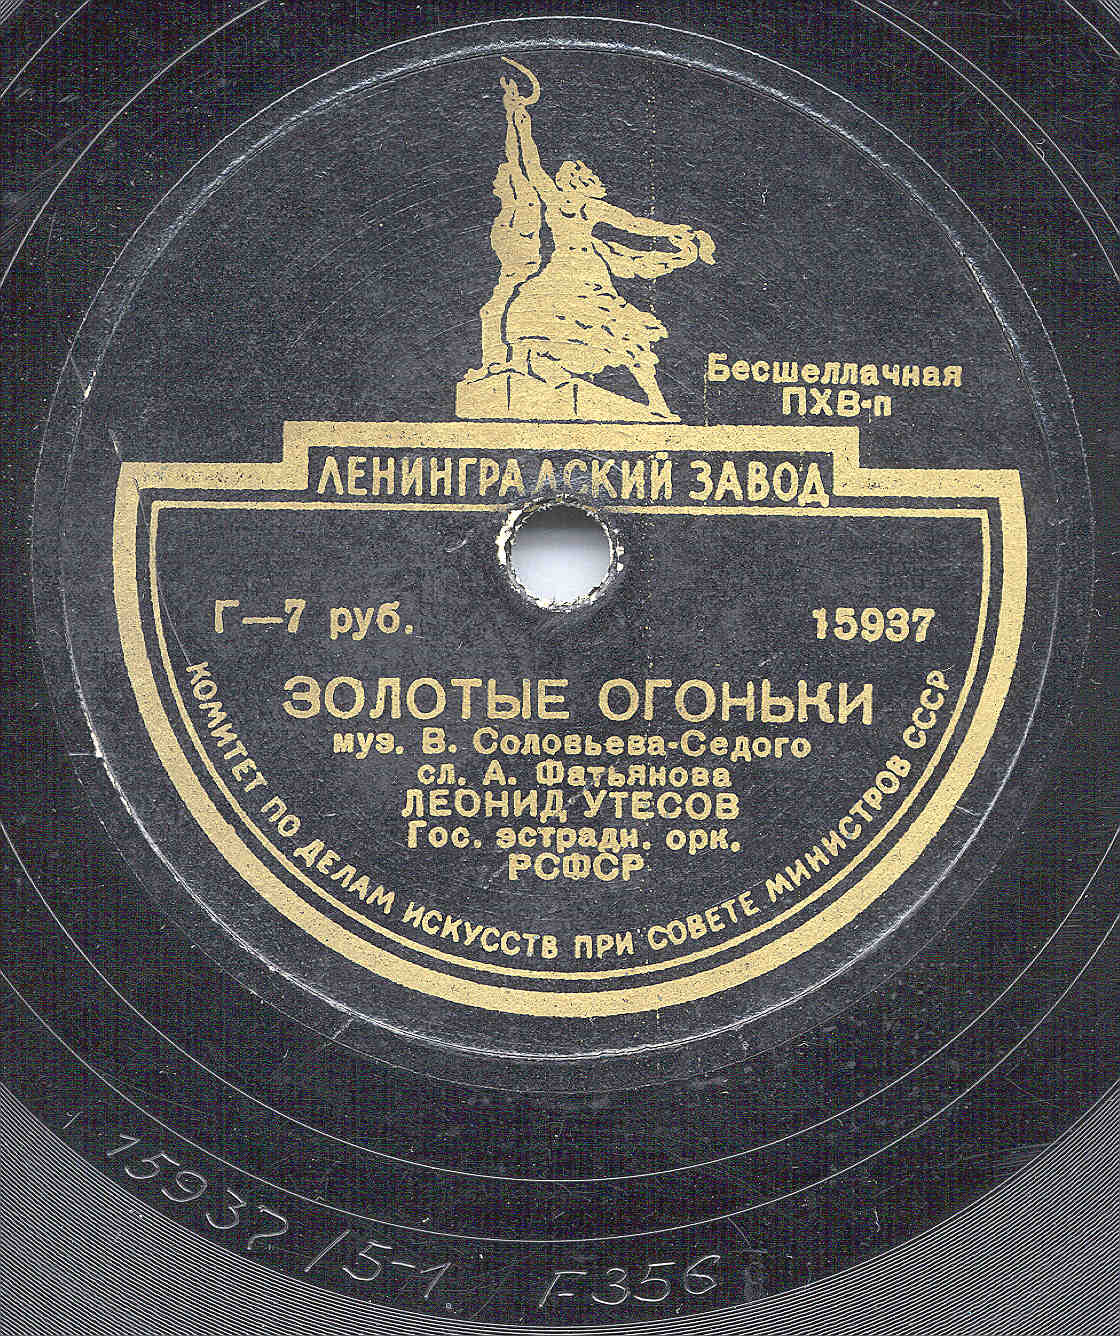 Бесшеллачная
ПХВ-п
ЛЕНИНГРАДСКИЙ ЗАВОД
Г—7 руб.
15937
ЗОЛОТЫЕ ОГОНЬКИ
муз. В. Соловьева-Седого
сл. А. Фатьянова
ЛЕОНИД УТЕСОВ
Гос. эстрадн. орк.
РСФСР
КОМИТЕТ ПО ДЕЛАМ ИСКУССТВ ПРИ СОВЕТЕ МИНИСТРОВ СССР
15937 / 5-1 F-356